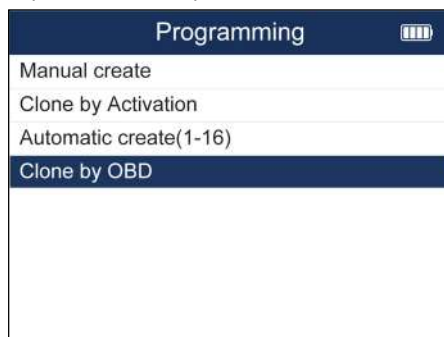 Programming
Manual create
Clone by Activation
Automatic create(1-16)
Clone by OBD